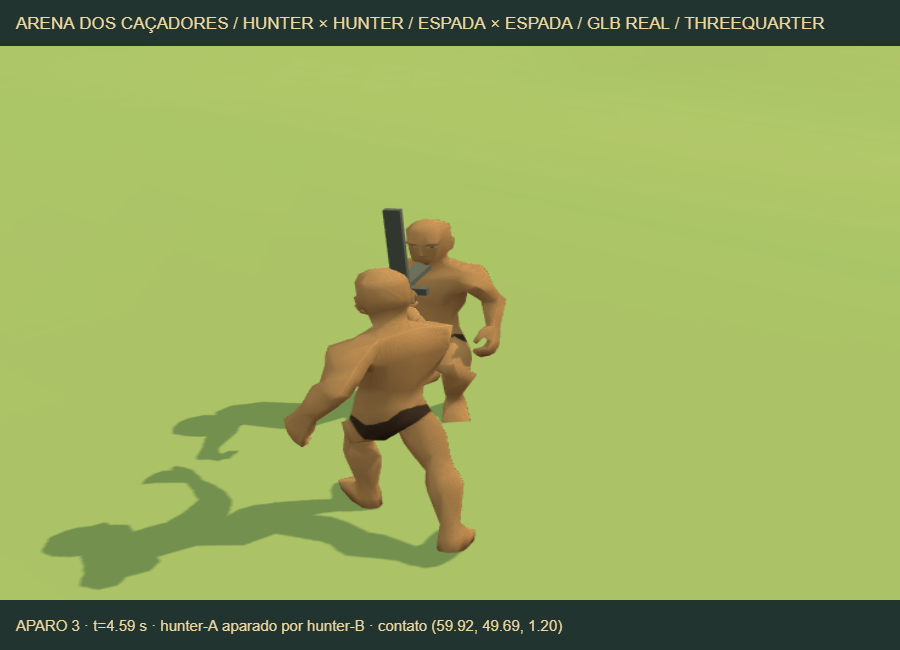 ARENA DOS CAÇADORES / HUNTER × HUNTER / ESPADA × ESPADA / GLB REAL / THREEQUARTER
APARO 3 · t=4.59 s · hunter-A aparado por hunter-B · contato (59.92, 49.69, 1.20)